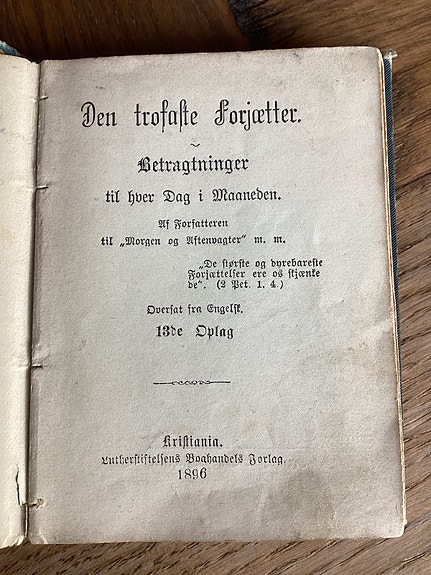 Den trofaste Forjætter.
Betragtninger
til hver Dag i Maaneden.
Af Forfatteren
til „Morgen og Aftenvagter“ m. m.
„De største og dyrebareste
Forjættelser ere os skjænke
de“. (2 Pet. 1. 4.)
Oversat fra Engelsk.
13de Oplag
Kristiania.
Lutherstiftelsens Boghandels Forlag.
1896